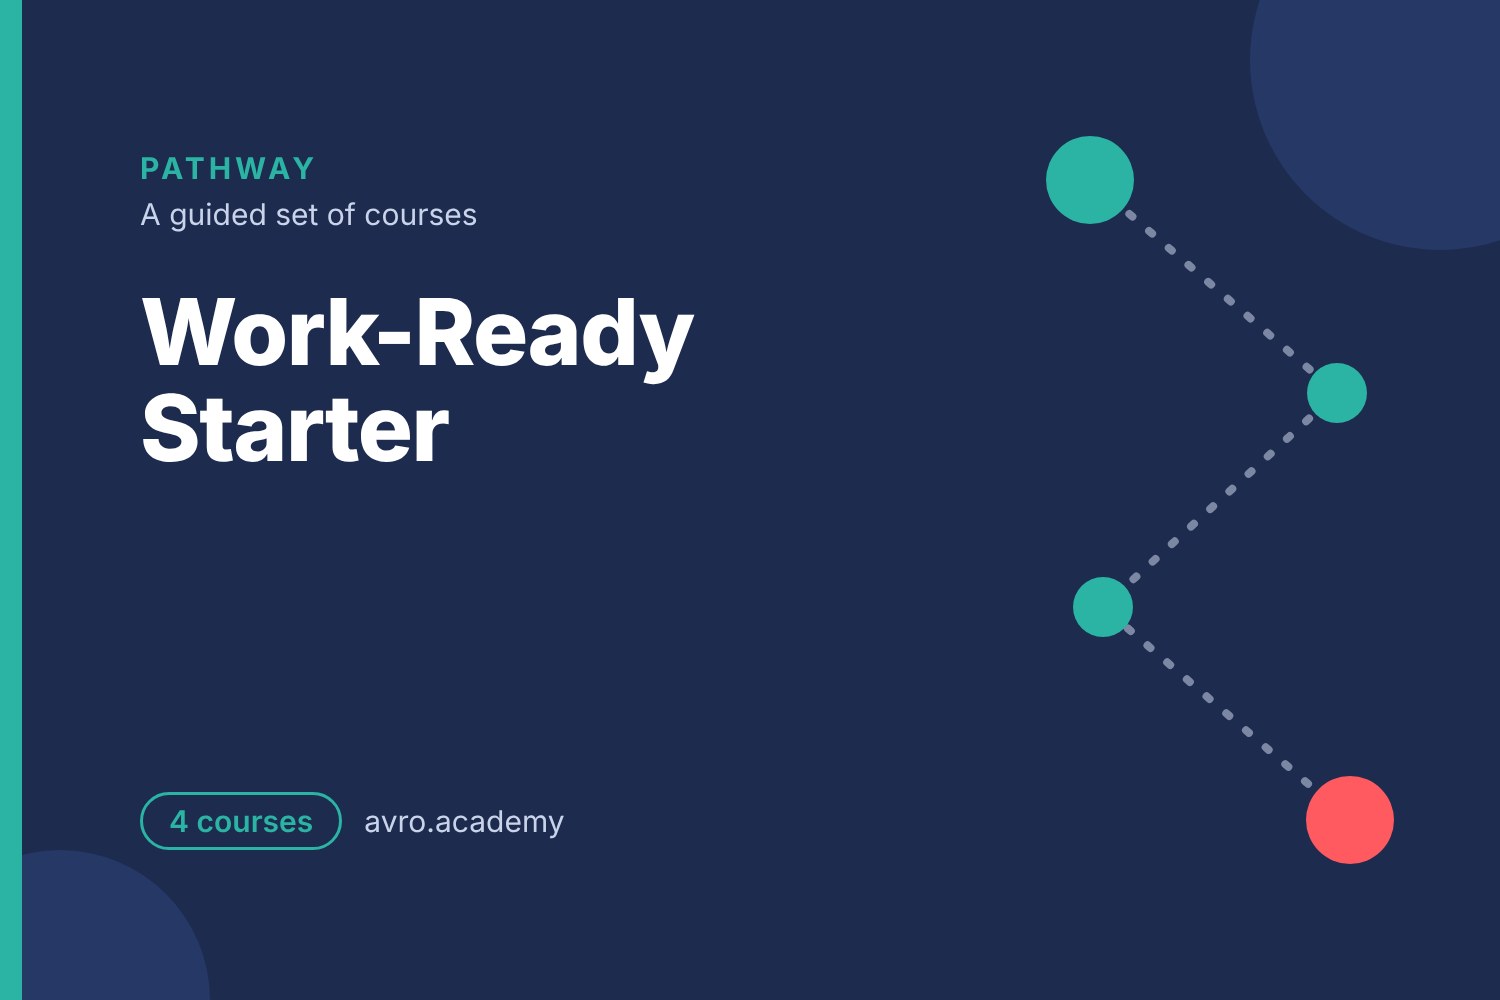 PATHWAY
A guided set of courses
Work-Ready
Starter
4 courses
avro.academy